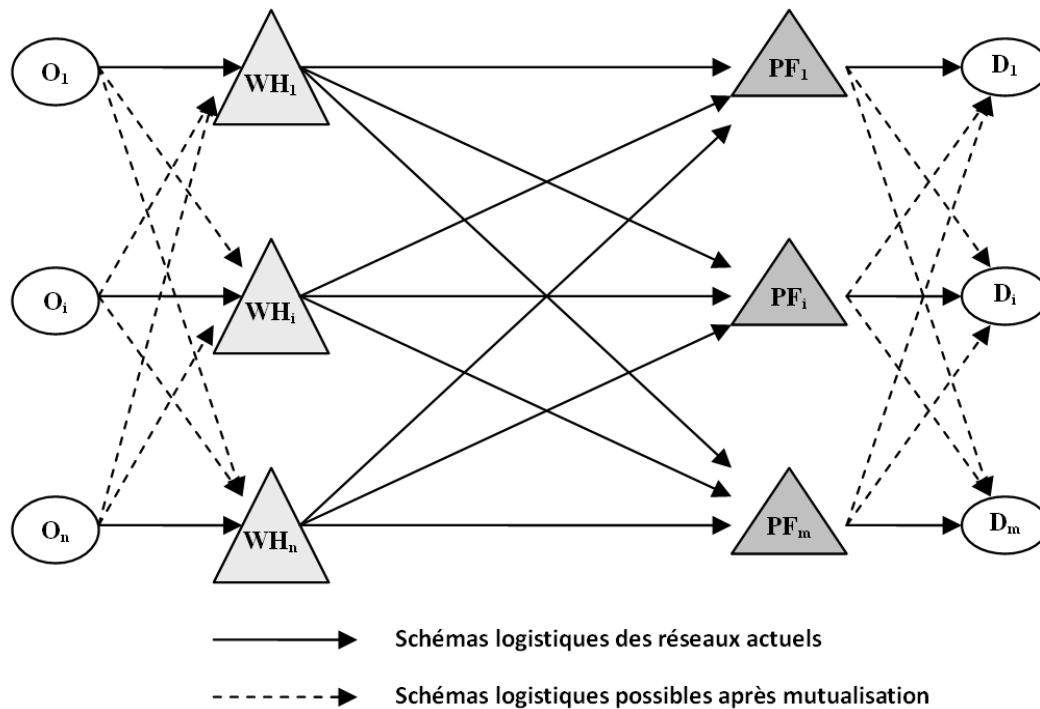 O₁ WH₁ PF₁ D₁
Oᵢ WHᵢ PFᵢ Dᵢ
Oₙ WHₙ PFₘ Dₘ
Schémas logistiques des réseaux actuels
Schémas logistiques possibles après mutualisation